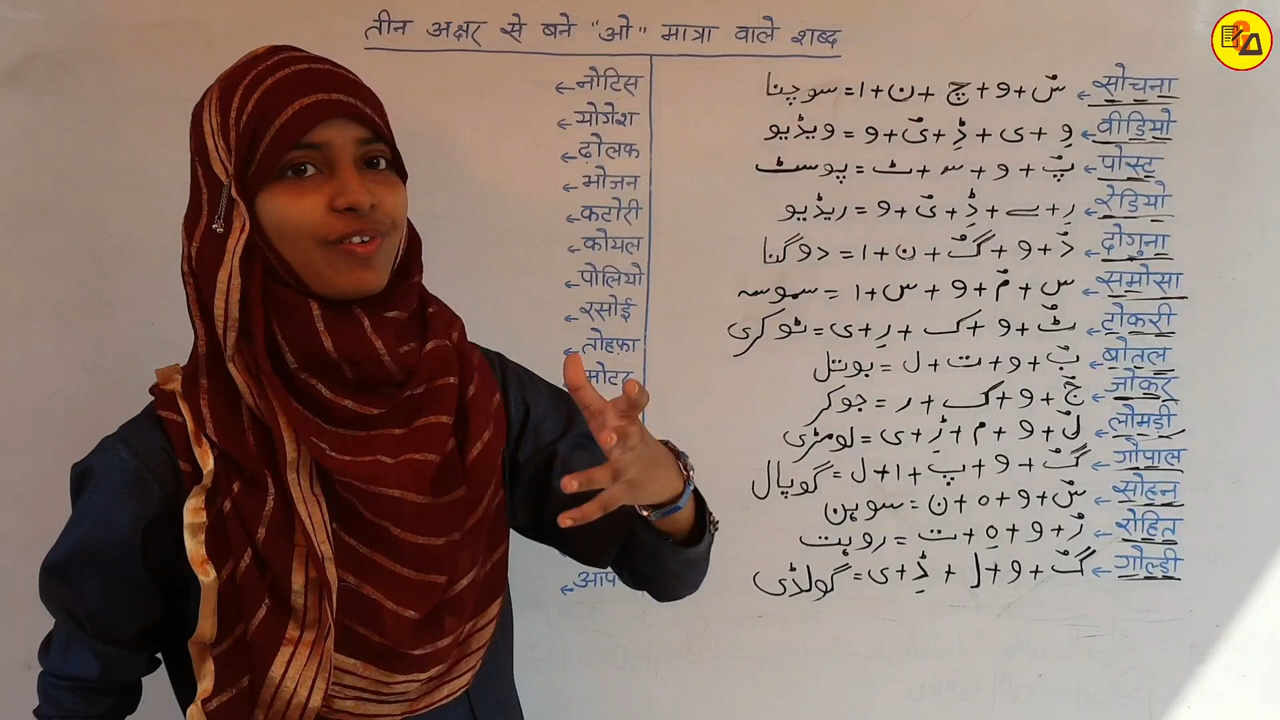 तीन अक्षर से बने "ओ" मात्रा वाले शब्द
सोचना ← سُ + و + چ + ن + ا = سوچنا
वीडियो ← وِ + ی + ڈِ + یُ + و = ویڈیو
पोस्ट ← پُ + و + س + ٹ = پوسٹ
रेडियो ← ر + ے + ڈِ + یُ + و = ریڈیو
दोगुना ← دُ + و + گُ + ن + ا = دوگنا
समोसा ← س + مُ + و + س + ا = سموسہ
टोकरी ← ٹُ + و + ک + رِ + ی = ٹوکری
बोतल ← بُ + و + ت + ل = بوتل
जोकर ← جُ + و + ک + ر = جوکر
लोमड़ी ← لُ + و + م + ڑِ + ی = لومڑی
गोपाल ← گُ + و + پ + ا + ل = گوپال
सोहन ← سُ + و + ہ + ن = سوہن
रोहित ← رُ + و + ہِ + ت = روہت
गोल्डी ← گُ + و + ل + ڈِ + ی = گولڈی
← नोटिस
← योगेश
← ढ़ोलक
← भोजन
← कटोरी
← कोयल
← पोलियो
← रसोई
← तोहफ़ा
मोटर